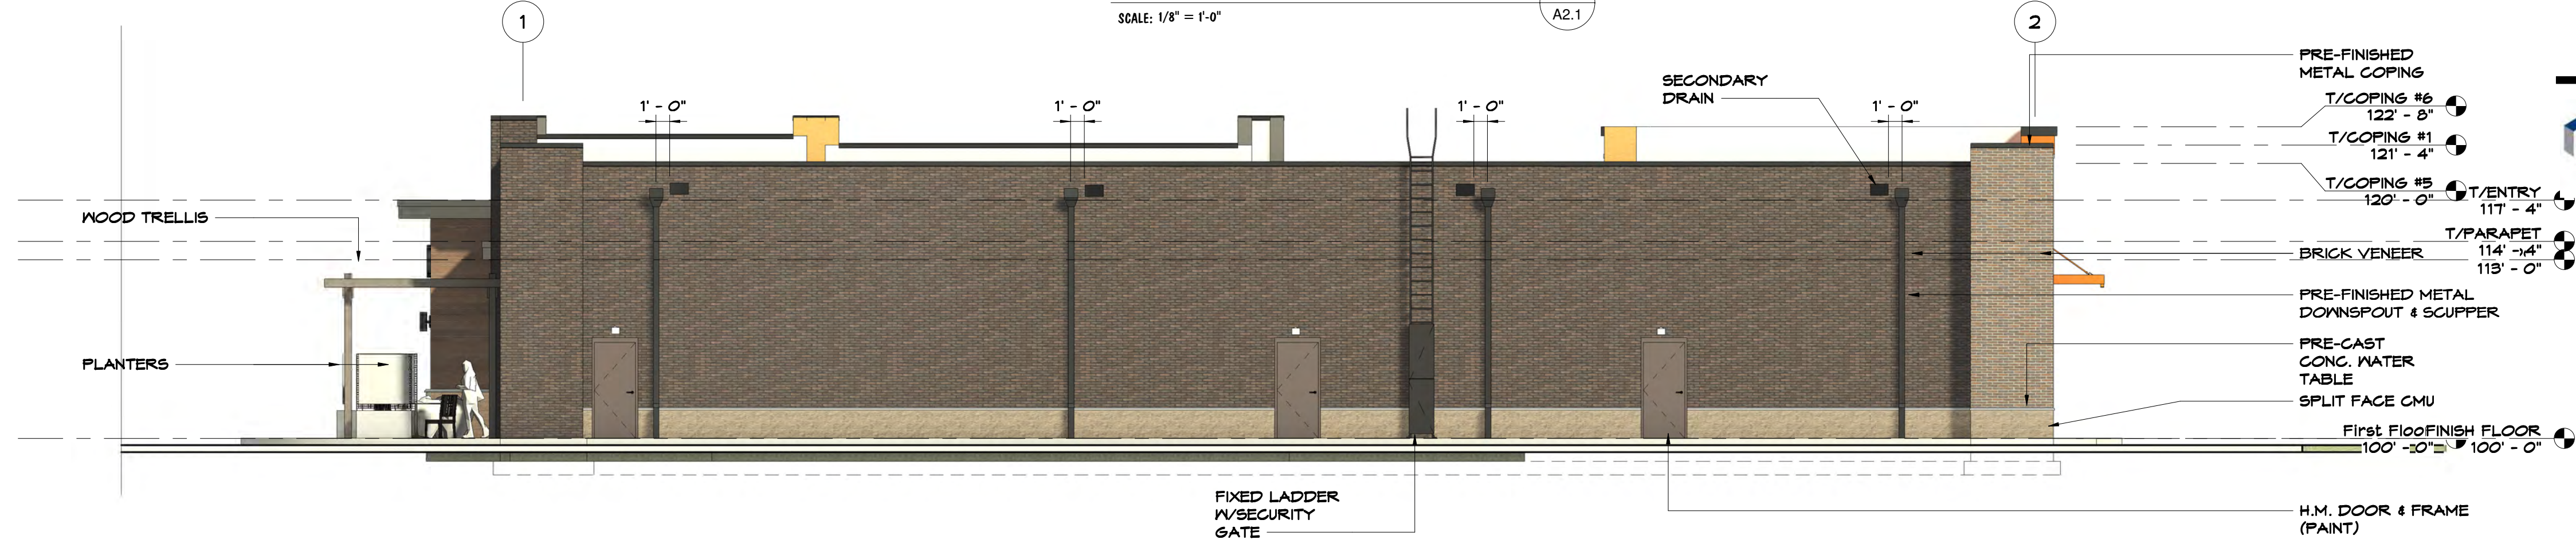 SCALE: 1/8" = 1'-0"
A2.1
1
2
1' - 0"
1' - 0"
1' - 0"
1' - 0"
SECONDARY
DRAIN
PRE-FINISHED
METAL COPING
T/COPING #6
122' - 8"
T/COPING #1
121' - 4"
T/COPING #5
120' - 0"
T/ENTRY
117' - 4"
T/PARAPET
114' - 4"
113' - 0"
WOOD TRELLIS
BRICK VENEER
PRE-FINISHED METAL
DOWNSPOUT & SCUPPER
PLANTERS
PRE-CAST
CONC. WATER
TABLE
SPLIT FACE CMU
First Floo
100' - 0"
FINISH FLOOR
100' - 0"
FIXED LADDER
W/SECURITY
GATE
H.M. DOOR & FRAME
(PAINT)